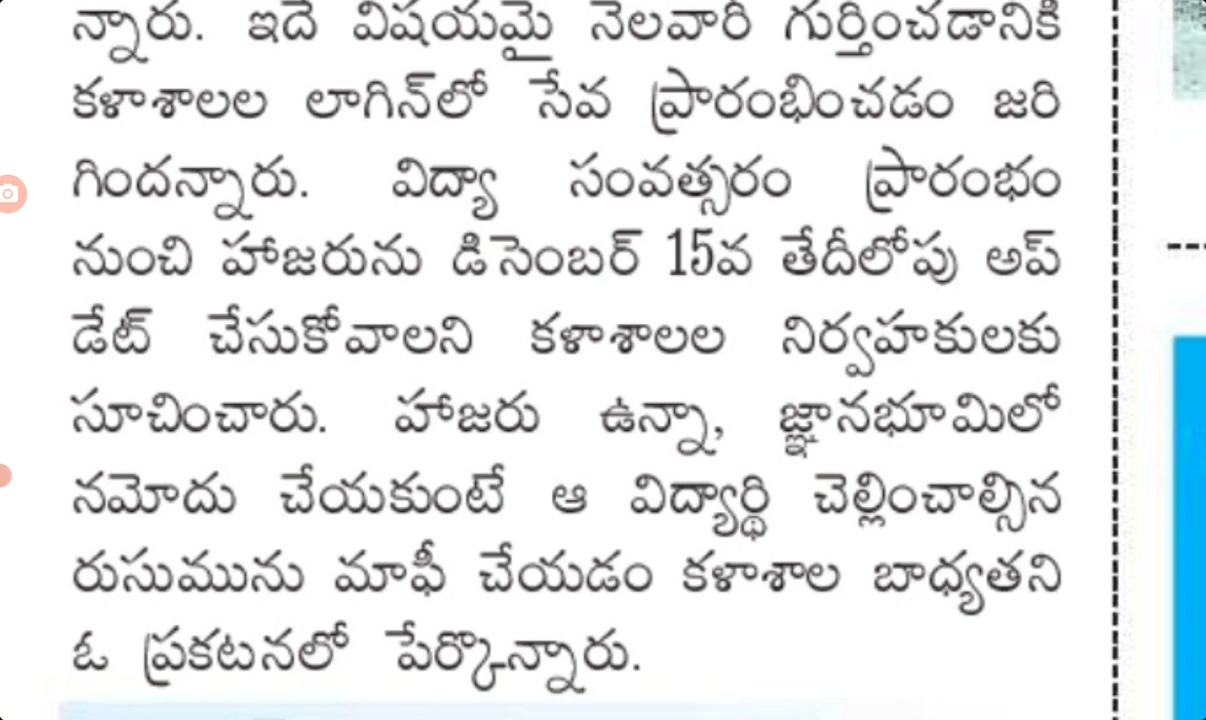 న్నారు. ఇదే విషయమై నెలవారీ గుర్తించడానికి
కళాశాలల లాగిన్‌లో సేవ ప్రారంభించడం జరి
గిందన్నారు. విద్యా సంవత్సరం ప్రారంభం
నుంచి హాజరును డిసెంబర్ 15వ తేదీలోపు అప్
డేట్ చేసుకోవాలని కళాశాలల నిర్వహకులకు
సూచించారు. హాజరు ఉన్నా, జ్ఞానభూమిలో
నమోదు చేయకుంటే ఆ విద్యార్థి చెల్లించాల్సిన
రుసుమును మాఫీ చేయడం కళాశాల బాధ్యతని
ఓ ప్రకటనలో పేర్కొన్నారు.